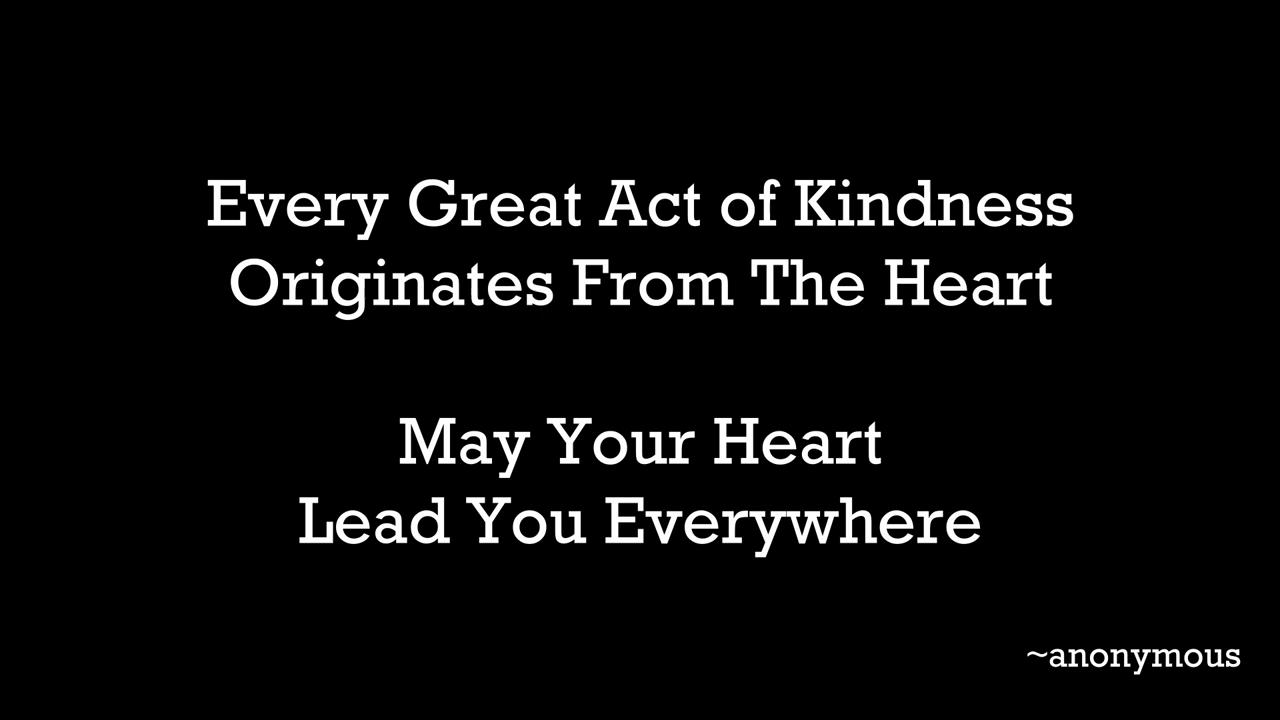 Every Great Act of Kindness
Originates From The Heart
May Your Heart
Lead You Everywhere
~anonymous